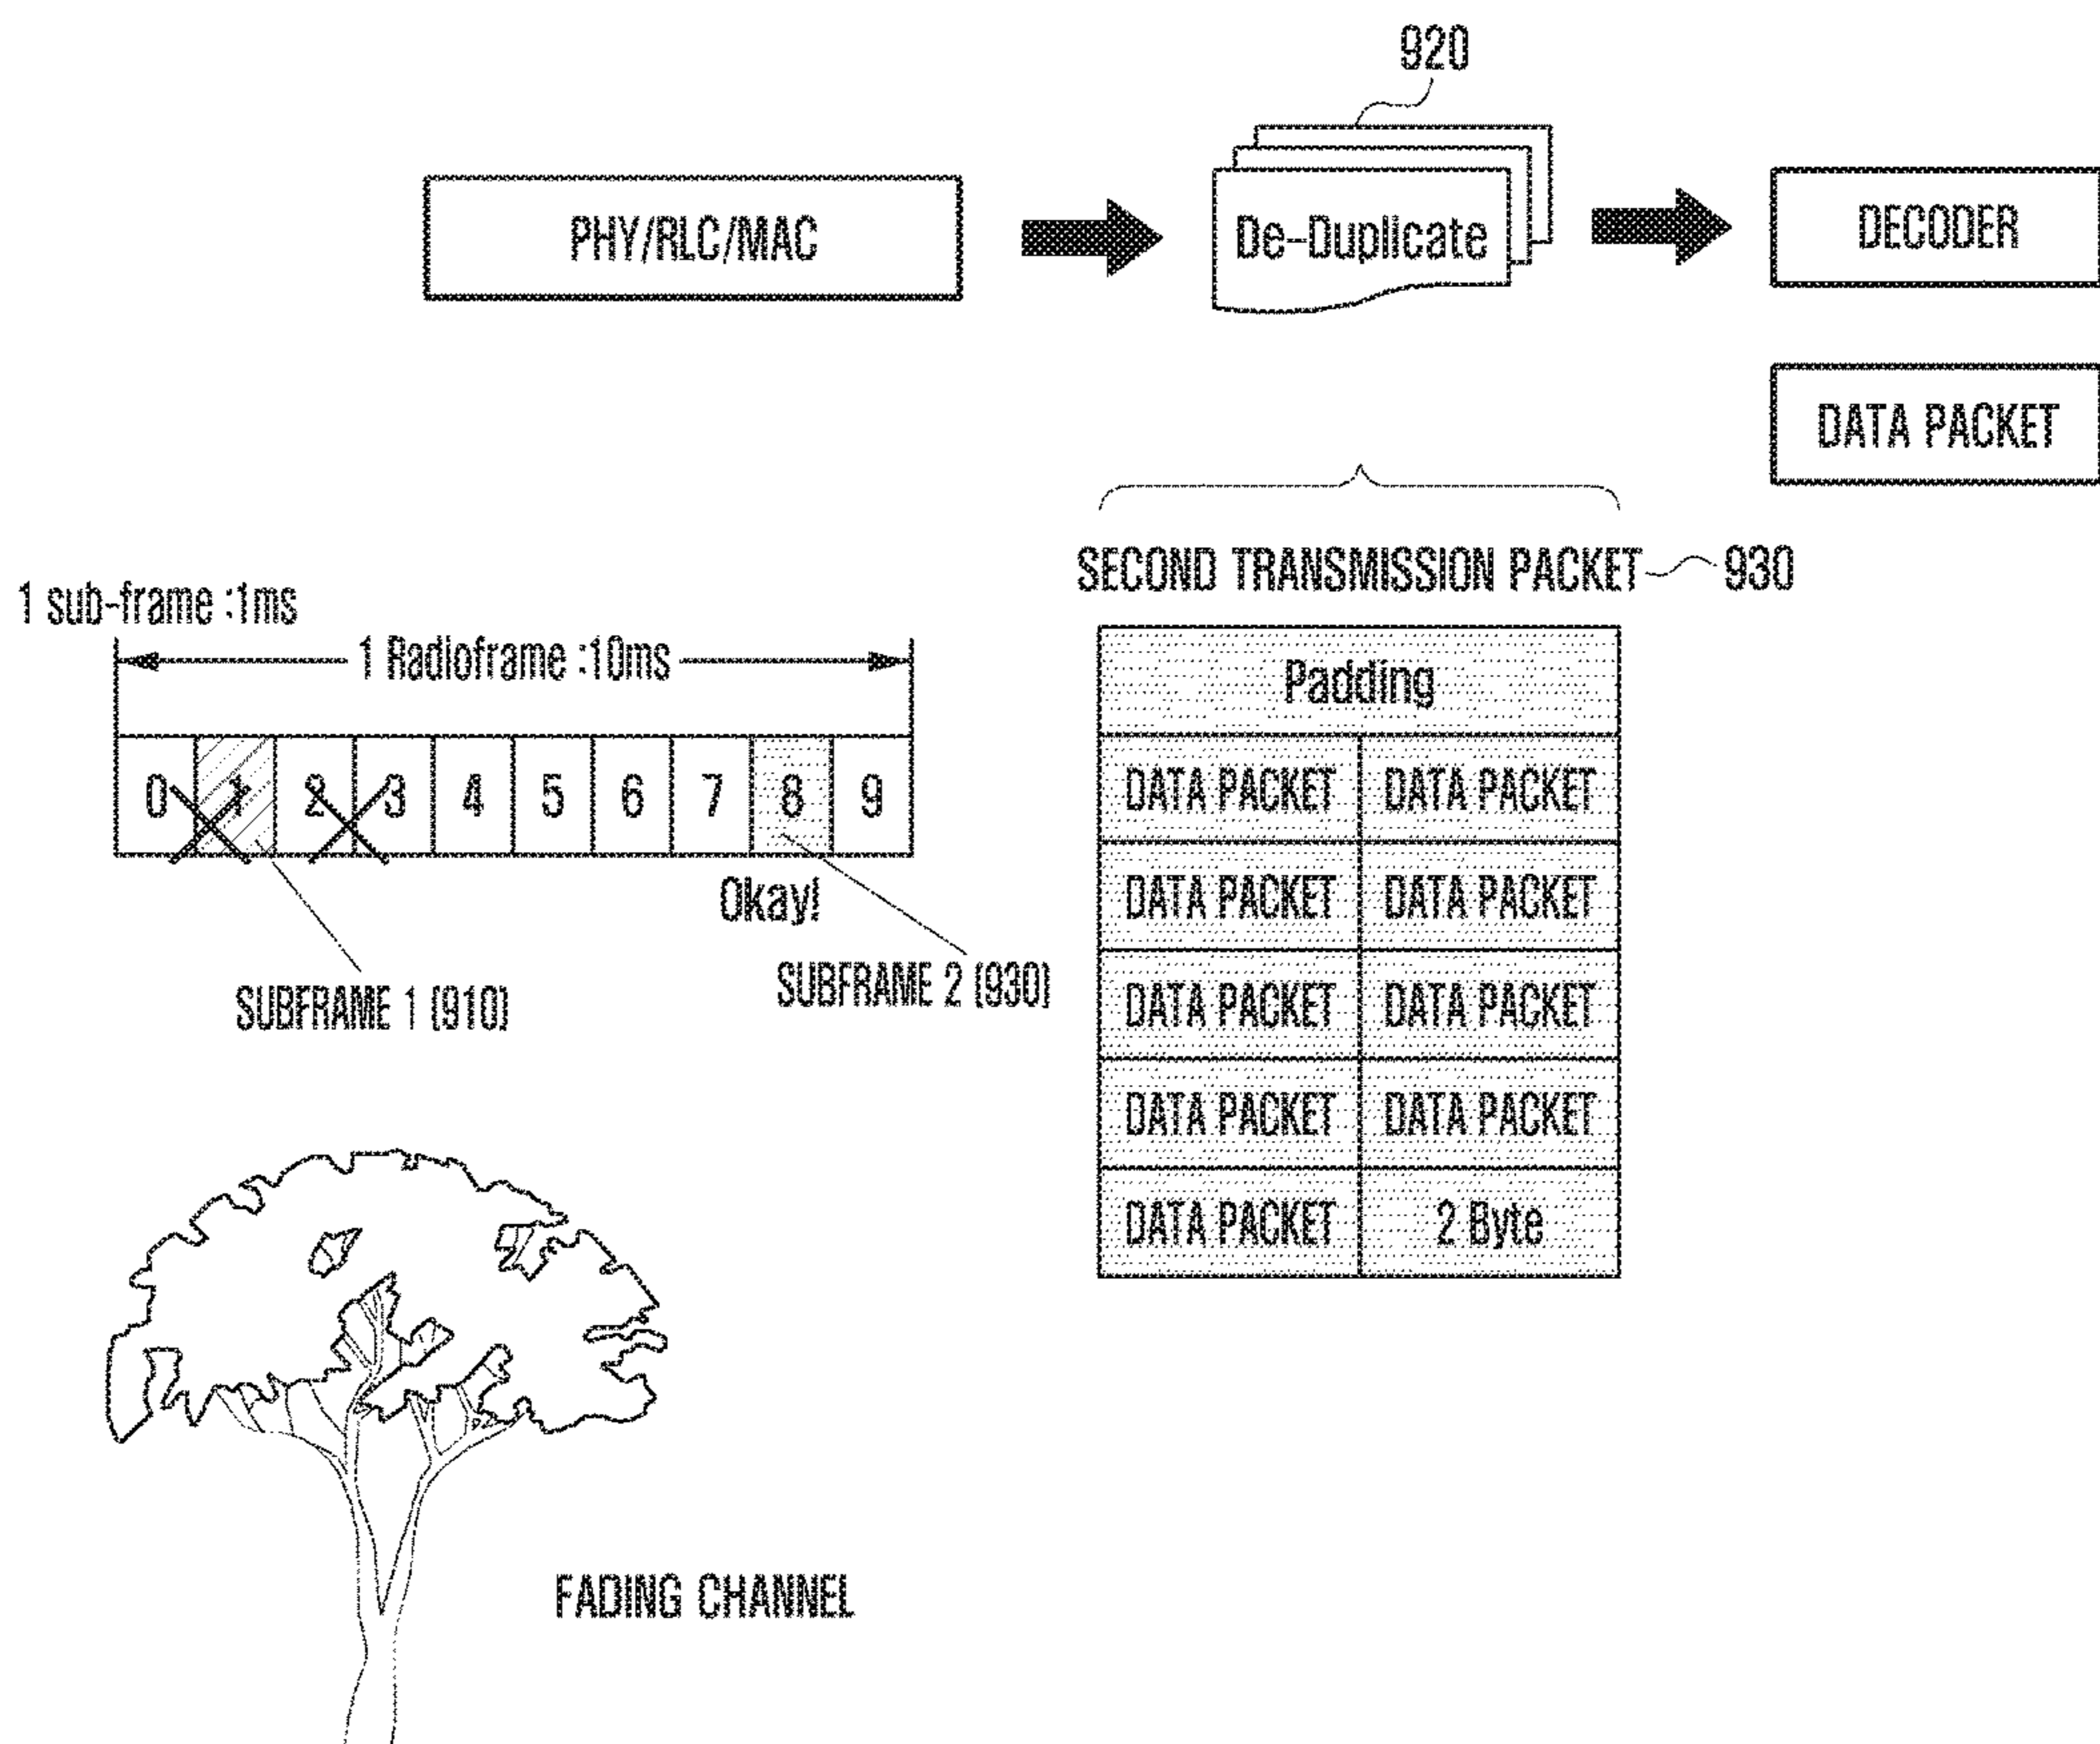 920
PHY/RLC/MAC
De-Duplicate
DECODER
DATA PACKET
SECOND TRANSMISSION PACKET 930
1 sub-frame :1ms
1 Radioframe :10ms
0 1 2 3 4 5 6 7 8 9
Okay!
SUBFRAME 1 (910)
SUBFRAME 2 (930)
Padding
DATA PACKET DATA PACKET
DATA PACKET DATA PACKET
DATA PACKET DATA PACKET
DATA PACKET DATA PACKET
DATA PACKET 2 Byte
FADING CHANNEL